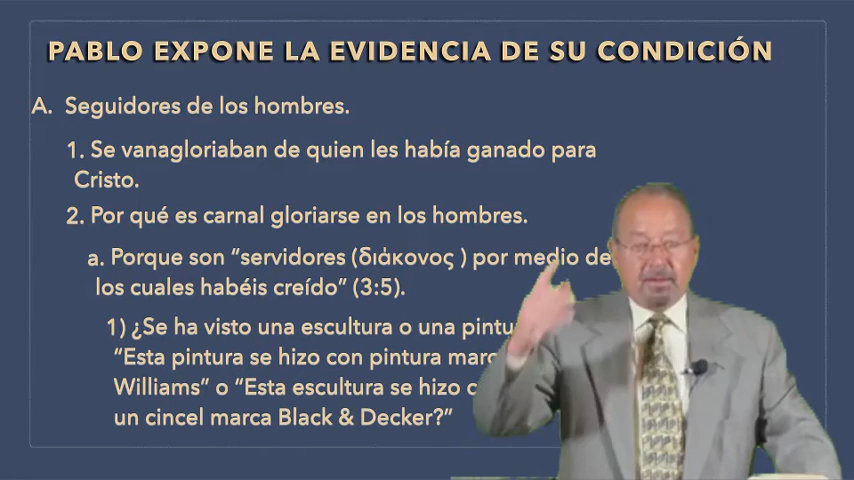 PABLO EXPONE LA EVIDENCIA DE SU CONDICIÓN
A. Seguidores de los hombres.
1. Se vanagloriaban de quien les había ganado para
Cristo.
2. Por qué es carnal gloriarse en los hombres.
a. Porque son “servidores (διάκονος ) por medio de
los cuales habéis creído” (3:5).
1) ¿Se ha visto una escultura o una
“Esta pintura se hizo con pintura
Williams” o “Esta escultura se hizo
un cincel marca Black & Decker?”